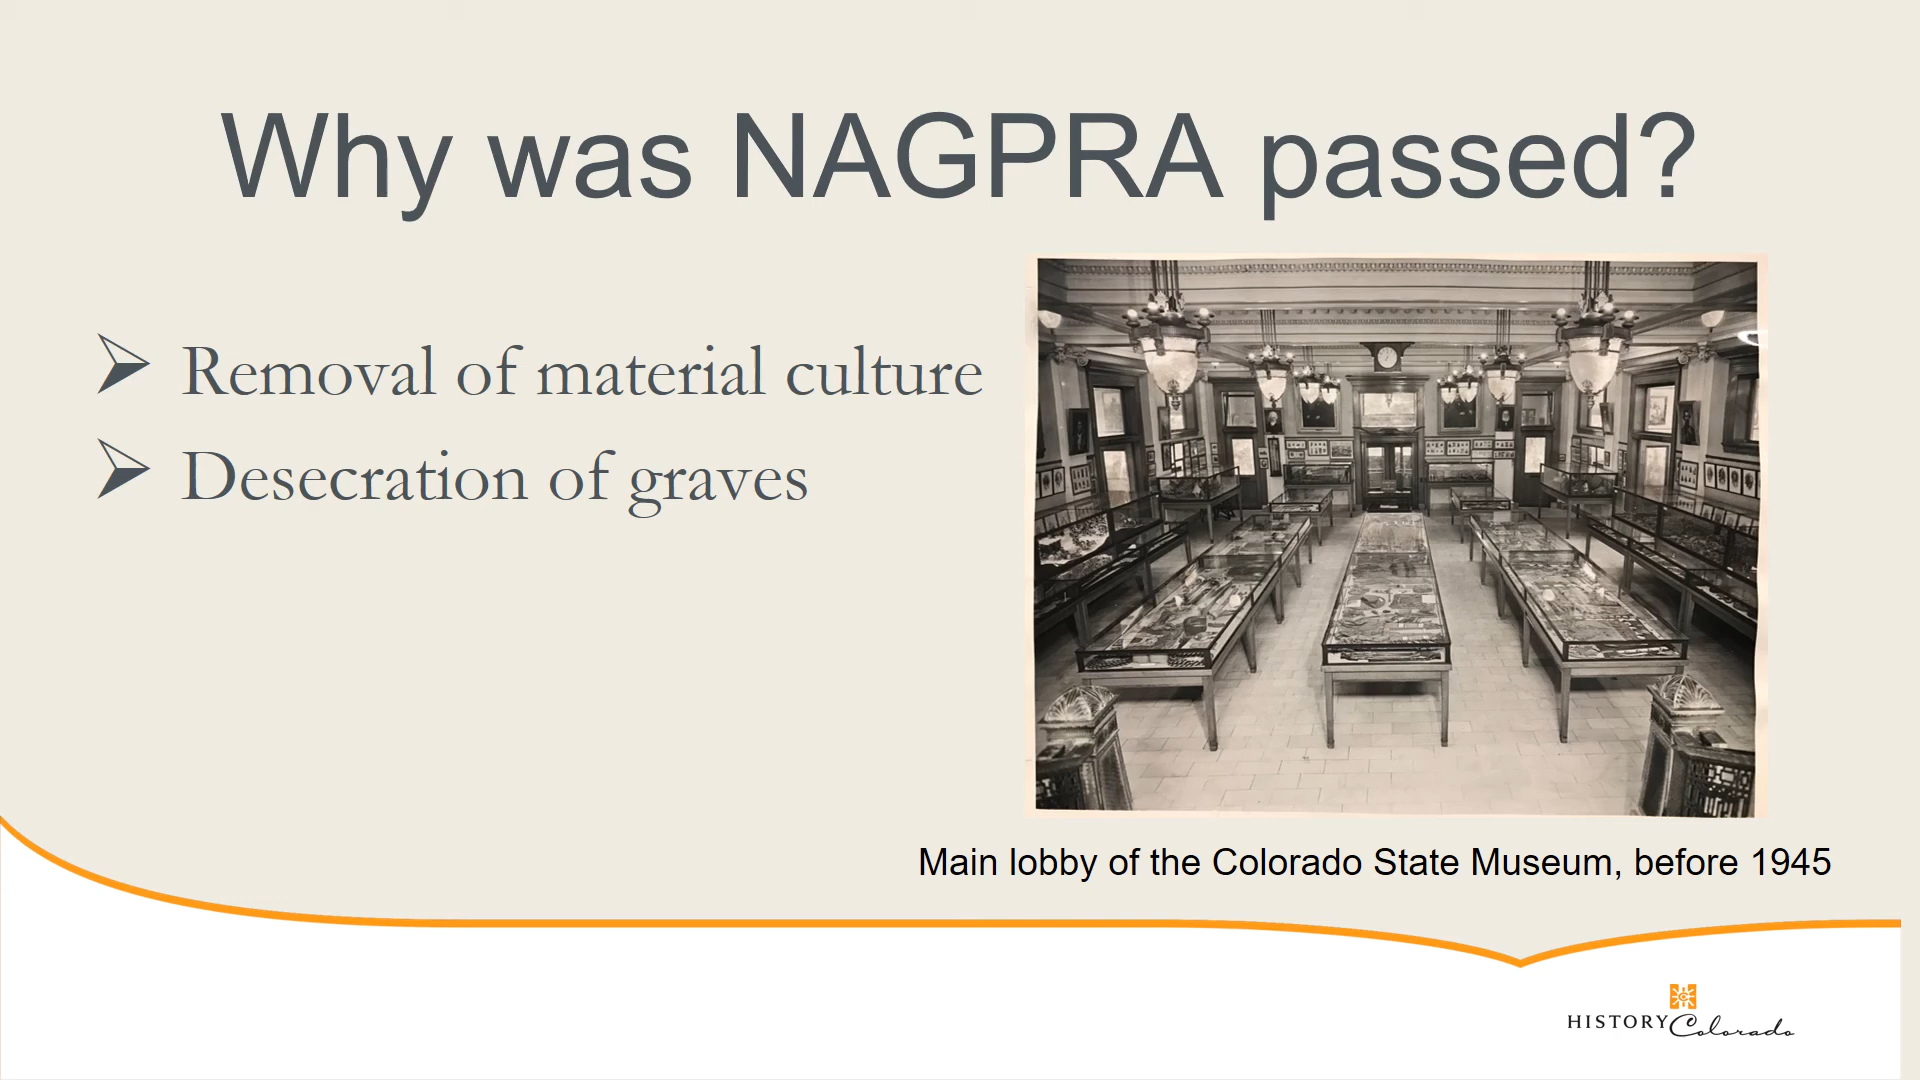 Why was NAGPRA passed?
Removal of material culture
Desecration of graves
Main lobby of the Colorado State Museum, before 1945
HISTORY Colorado